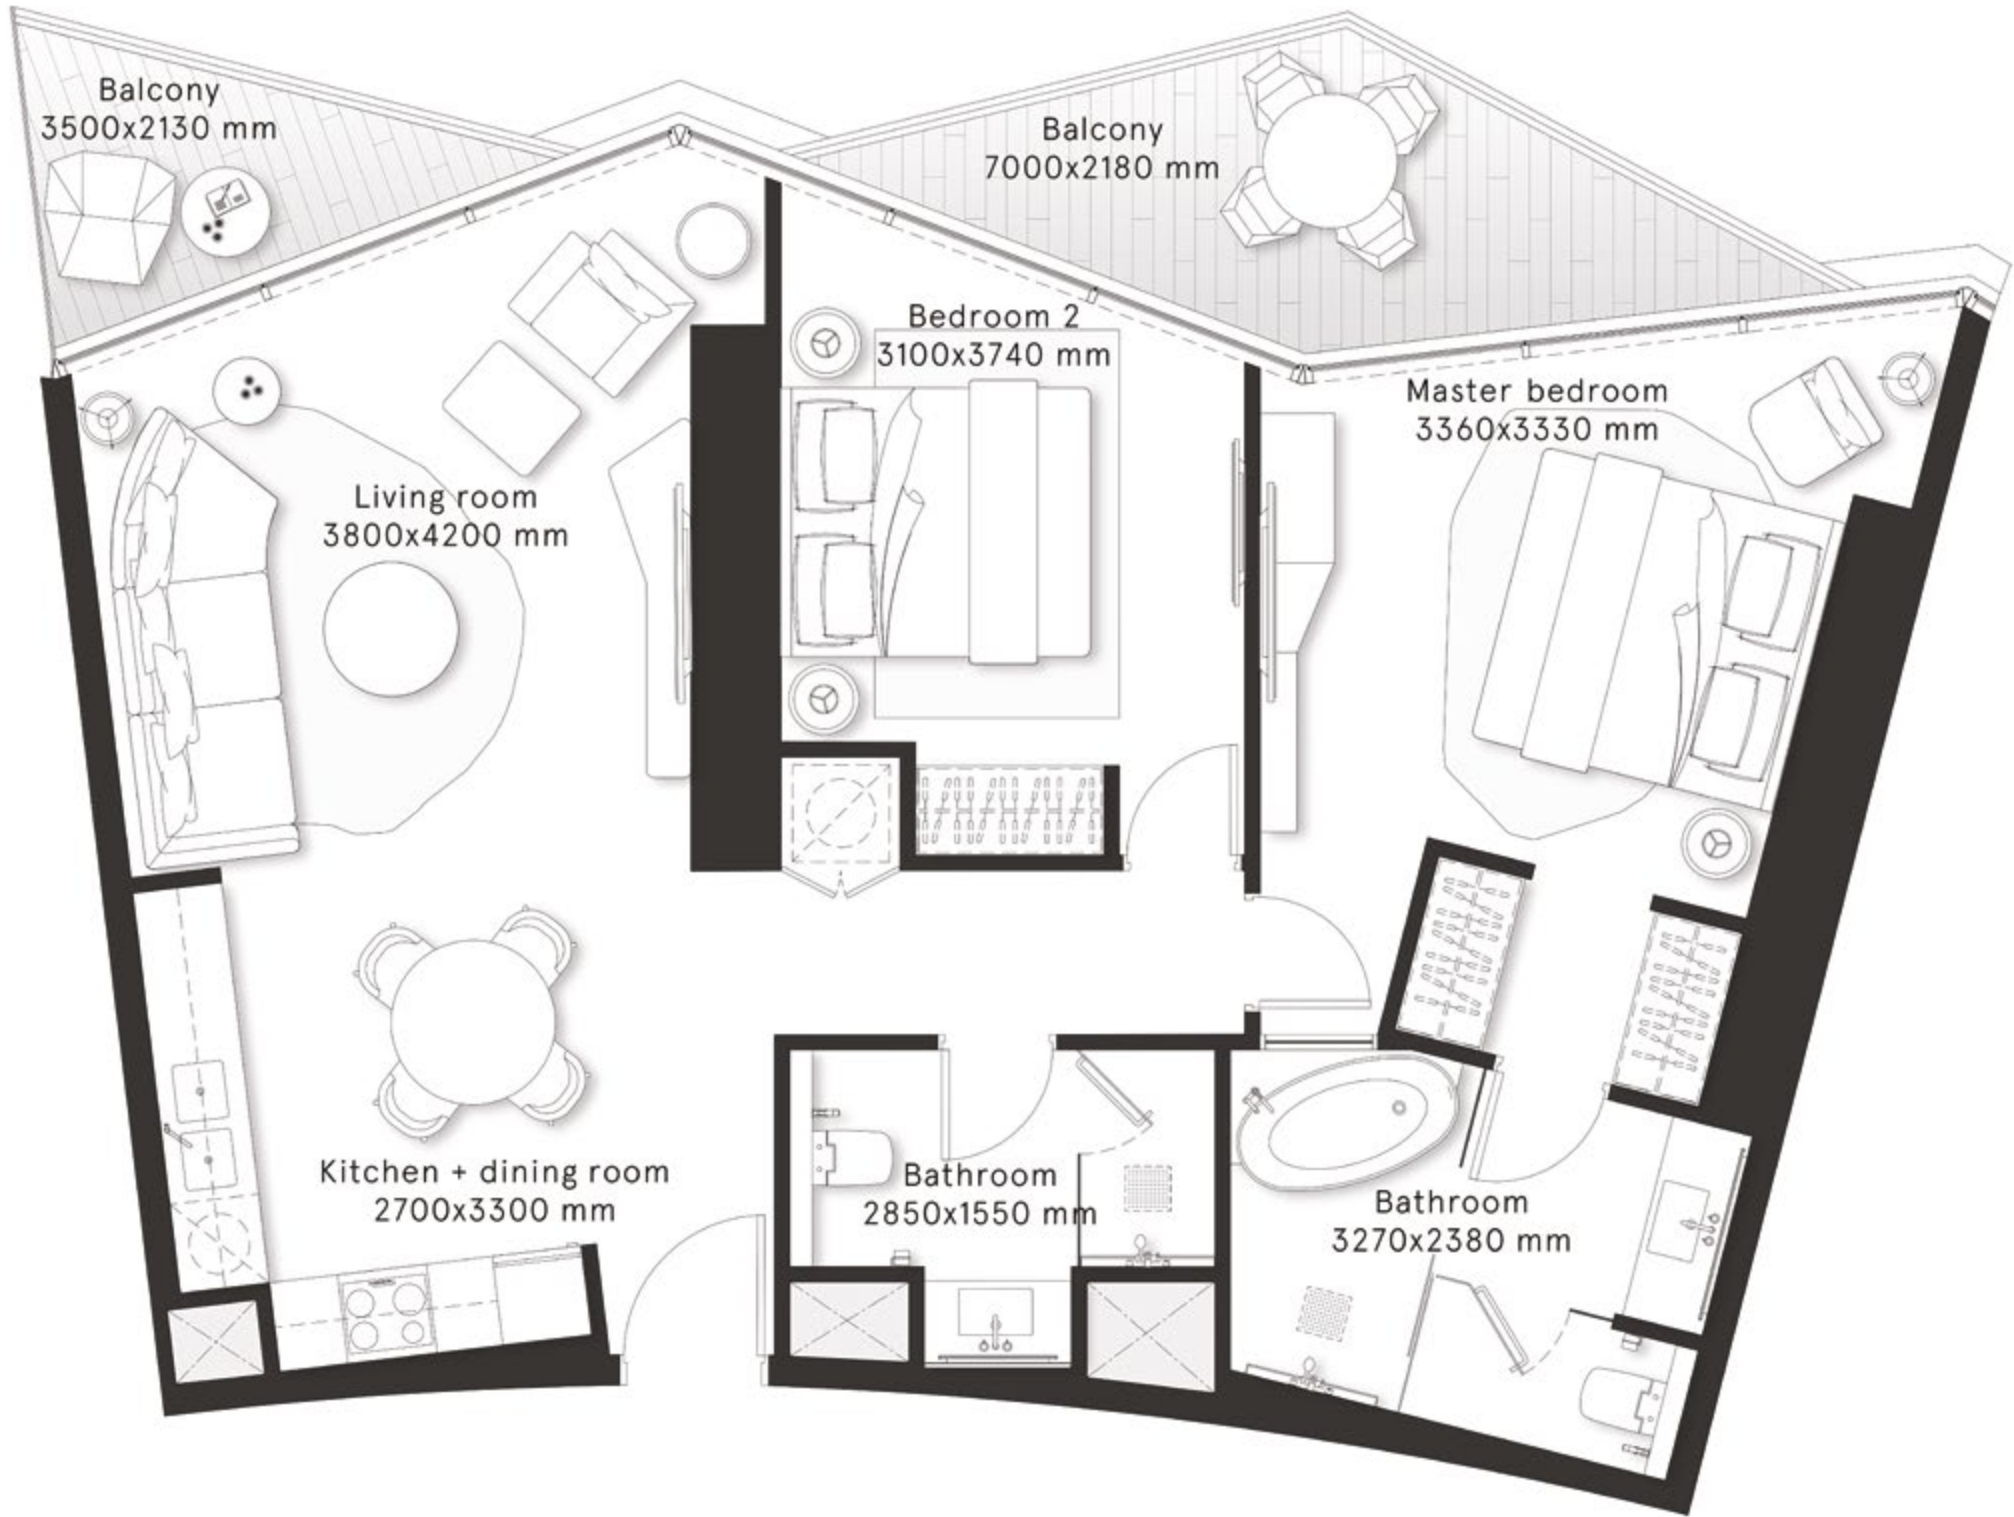 Balcony
3500x2130 mm
Balcony
7000x2180 mm
Bedroom 2
3100x3740 mm
Master bedroom
3360x3330 mm
Living room
3800x4200 mm
Kitchen + dining room
2700x3300 mm
Bathroom
2850x1550 mm
Bathroom
3270x2380 mm